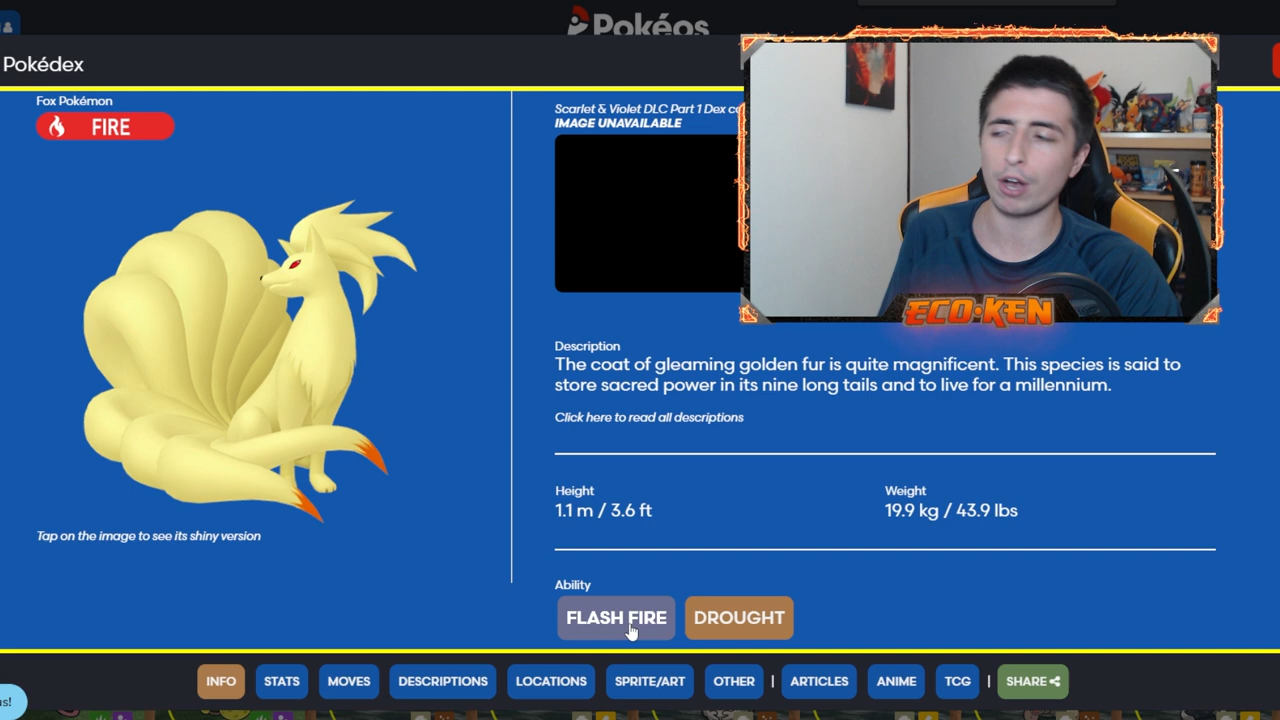 Pokéos
Pokédex
Fox Pokémon
FIRE
Scarlet & Violet DLC Part 1 Dex
IMAGE UNAVAILABLE
ECO·KEN
Description
The coat of gleaming golden fur is quite magnificent. This species is said to
store sacred power in its nine long tails and to live for a millennium.
Click here to read all descriptions
Height
1.1 m / 3.6 ft
Weight
19.9 kg / 43.9 lbs
Tap on the image to see its shiny version
Ability
FLASH FIRE
DROUGHT
INFO
STATS
MOVES
DESCRIPTIONS
LOCATIONS
SPRITE/ART
OTHER
|
ARTICLES
ANIME
TCG
|
SHARE